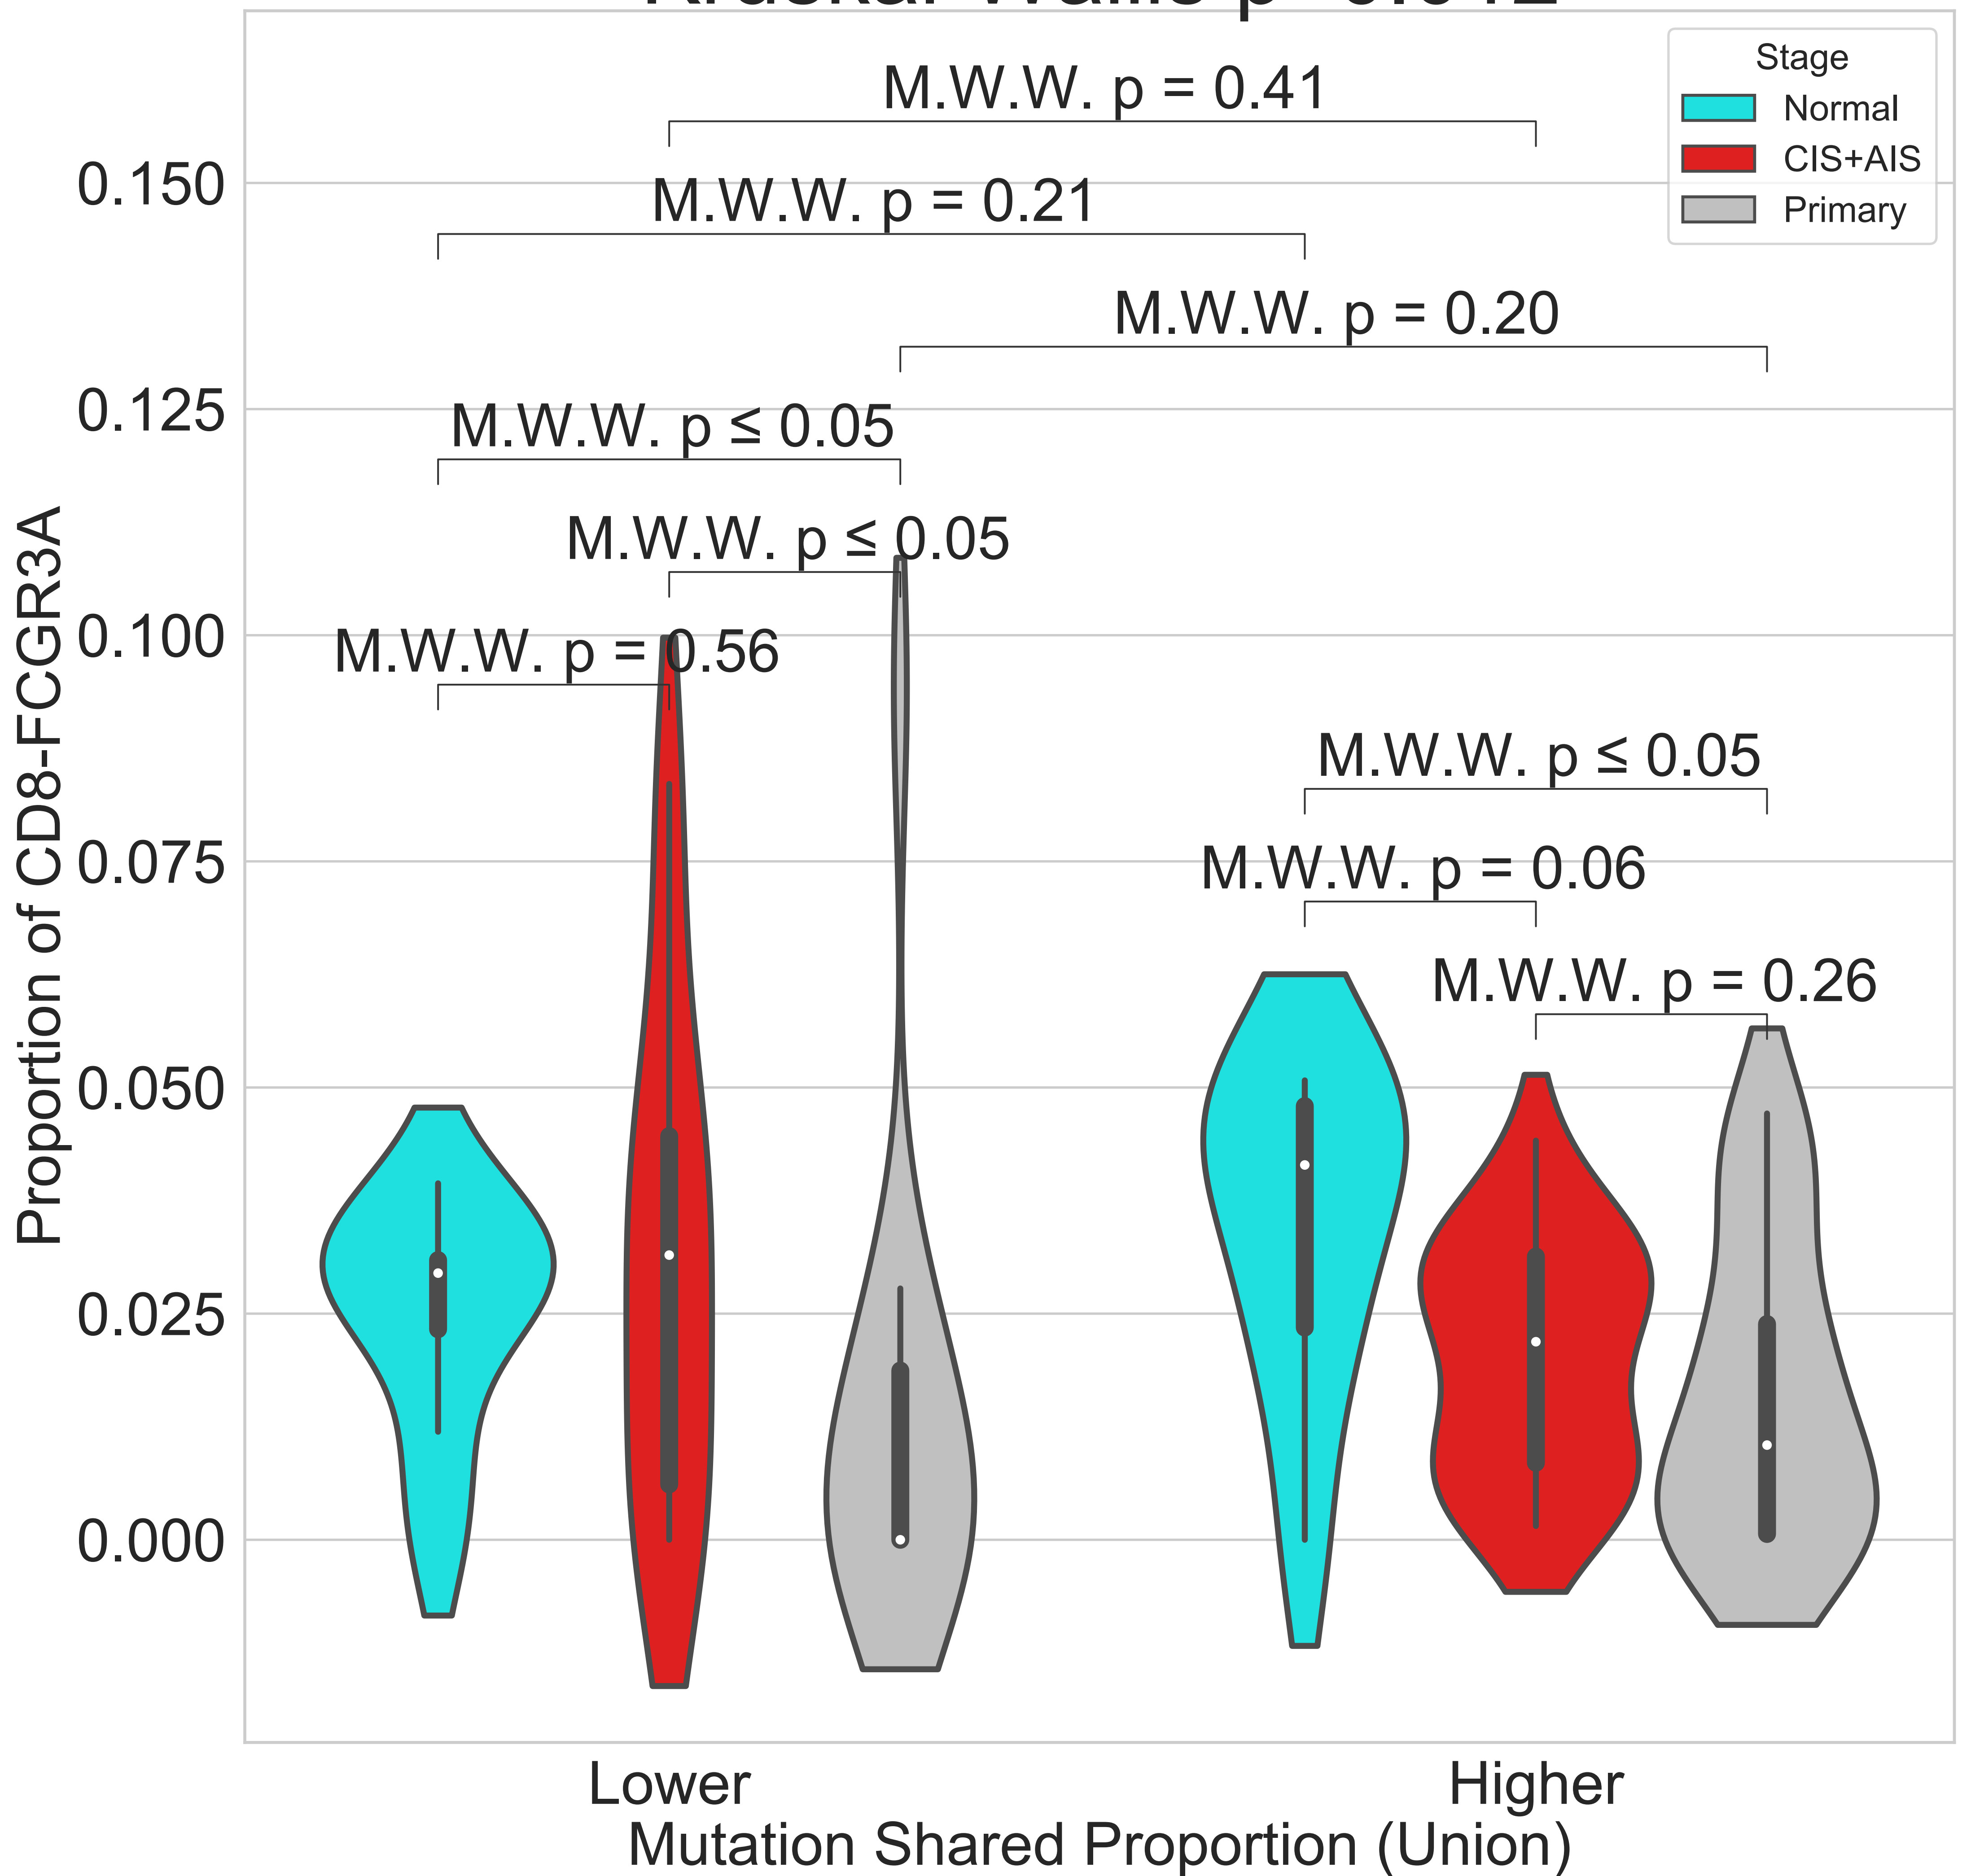 Stage
Normal
CIS+AIS
Primary
M.W.W. p = 0.41
M.W.W. p = 0.21
M.W.W. p = 0.20
M.W.W. p ≤ 0.05
M.W.W. p ≤ 0.05
M.W.W. p = 0.56
M.W.W. p ≤ 0.05
M.W.W. p = 0.06
M.W.W. p = 0.26
0.150
0.125
0.100
0.075
0.050
0.025
0.000
Proportion of CD8-FCGR3A
Lower
Higher
Mutation Shared Proportion (Union)